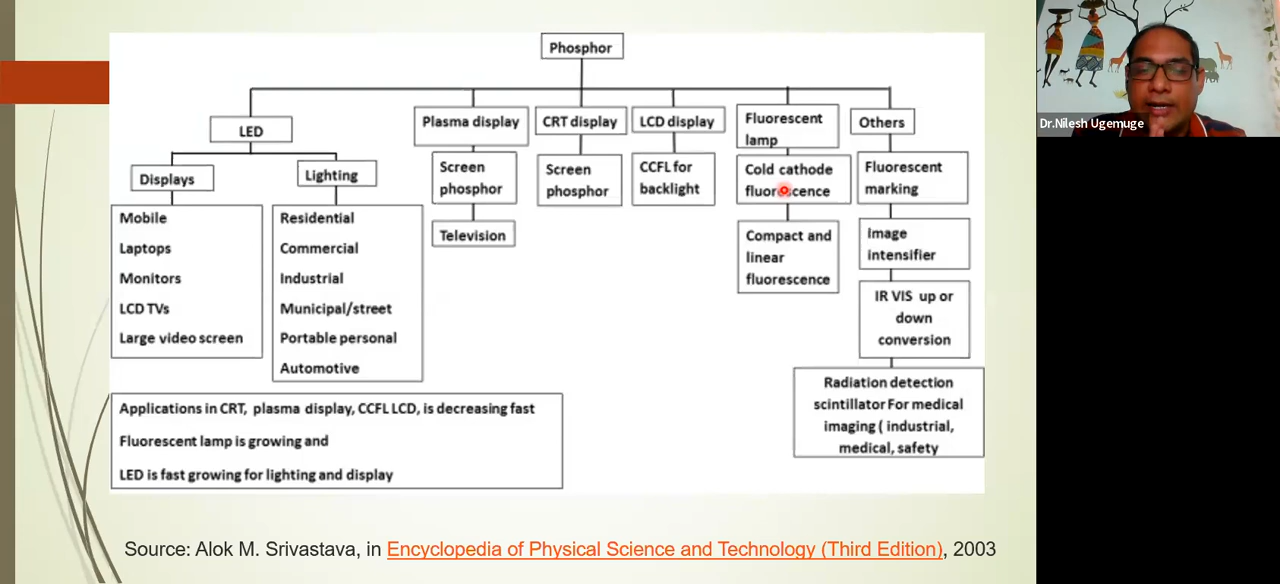 Phosphor
LED
Plasma display
CRT display
LCD display
Fluorescent
lamp
Others
Displays
Lighting
Screen
phosphor
Screen
phosphor
CCFL for
backlight
Cold cathode
Fluorescent
marking
Mobile
Laptops
Monitors
LCD TVs
Large video screen
Residential
Commercial
Industrial
Municipal/street
Portable personal
Automotive
Television
Compact and
linear
fluorescence
Image
intensifier
IR VIS up or
down
conversion
Radiation detection
scintillator For medical
imaging ( industrial,
medical, safety
Applications in CRT, plasma display, CCFL LCD, is decreasing fast
Fluorescent lamp is growing and
LED is fast growing for lighting and display
Source: Alok M. Srivastava, in Encyclopedia of Physical Science and Technology (Third Edition), 2003
Dr.Nilesh Ugemuge